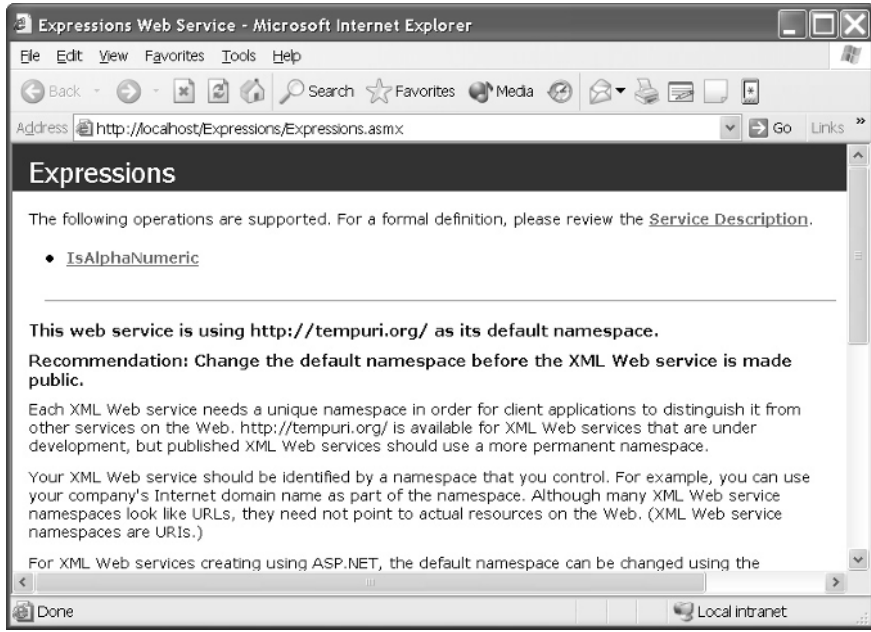 Expressions Web Service - Microsoft Internet Explorer
File Edit View Favorites Tools Help
Back Search Favorites Media
Address http://localhost/Expressions/Expressions.asmx Go Links »
Expressions
The following operations are supported. For a formal definition, please review the Service Description.
• IsAlphaNumeric
This web service is using http://tempuri.org/ as its default namespace.
Recommendation: Change the default namespace before the XML Web service is made
public.
Each XML Web service needs a unique namespace in order for client applications to distinguish it from
other services on the Web. http://tempuri.org/ is available for XML Web services that are under
development, but published XML Web services should use a more permanent namespace.
Your XML Web service should be identified by a namespace that you control. For example, you can use
your company's Internet domain name as part of the namespace. Although many XML Web service
namespaces look like URLs, they need not point to actual resources on the Web. (XML Web service
namespaces are URIs.)
For XML Web services creating using ASP.NET, the default namespace can be changed using the
Done Local intranet